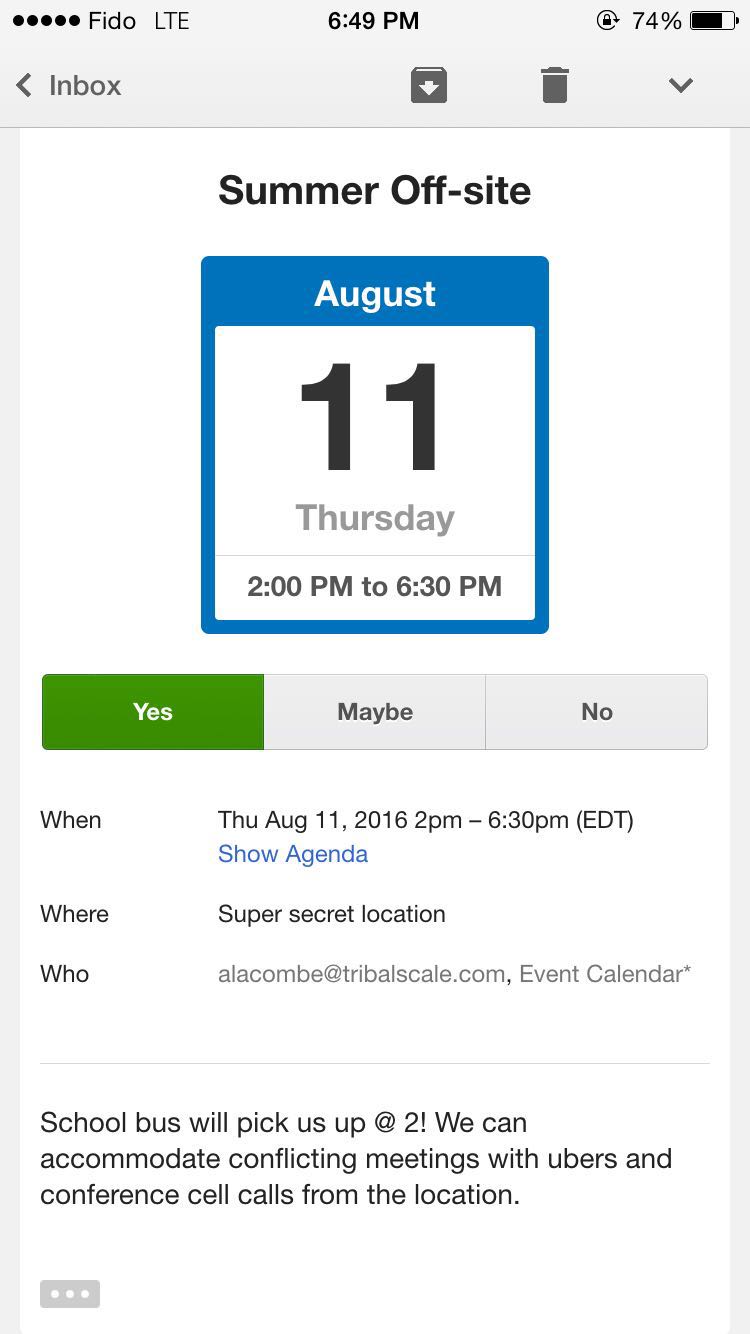 Fido LTE 6:49 PM 74%
Inbox
Summer Off-site
August
11
Thursday
2:00 PM to 6:30 PM
Yes Maybe No
When Thu Aug 11, 2016 2pm – 6:30pm (EDT)
Show Agenda
Where Super secret location
Who alacombe@tribalscale.com, Event Calendar*
School bus will pick us up @ 2! We can
accommodate conflicting meetings with ubers and
conference cell calls from the location.